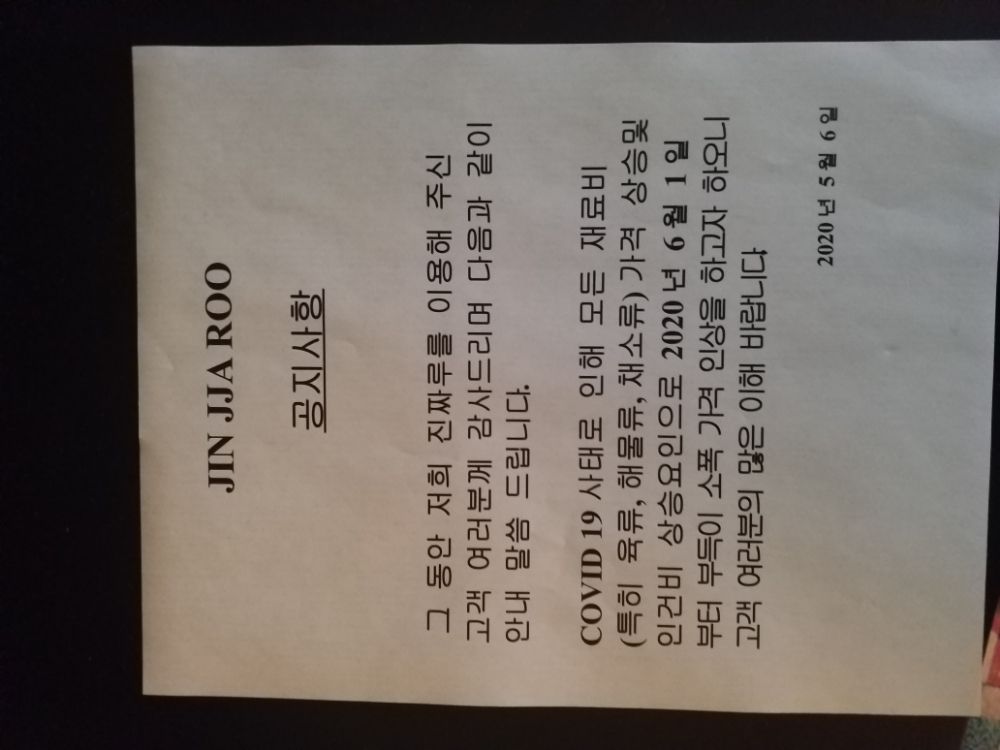 JIN JJA ROO
공지사항
그 동안 저희 진짜루를 이용해 주신
고객 여러분께 감사드리며 다음과 같이
안내 말씀 드립니다.
COVID 19 사태로 인해 모든 재료비
(특히 육류, 해물류, 채소류) 가격 상승및
인건비 상승요인으로 2020 년 6 월 1 일
부터 부득이 소폭 가격 인상을 하고자 하오니
고객 여러분의 많은 이해 바랍니다
2020 년 5 월 6 일